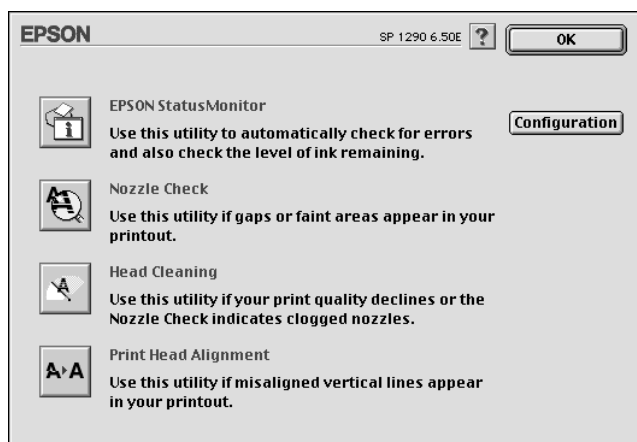 EPSON
SP 1290 6.50E
?
OK
EPSON StatusMonitor
Use this utility to automatically check for errors
and also check the level of ink remaining.
Configuration
Nozzle Check
Use this utility if gaps or faint areas appear in your
printout.
Head Cleaning
Use this utility if your print quality declines or the
Nozzle Check indicates clogged nozzles.
Print Head Alignment
Use this utility if misaligned vertical lines appear
in your printout.